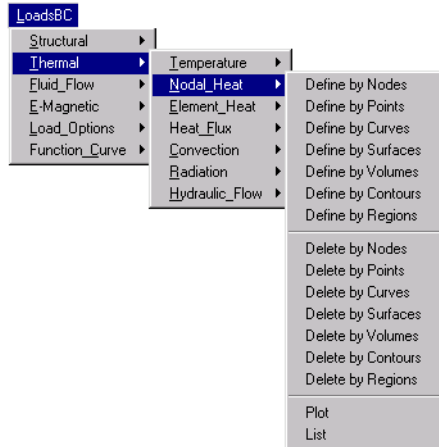 LoadsBC
Structural
Thermal
Fluid_Flow
E-Magnetic
Load_Options
Function_Curve
Temperature
Nodal_Heat
Element_Heat
Heat_Flux
Convection
Radiation
Hydraulic_Flow
Define by Nodes
Define by Points
Define by Curves
Define by Surfaces
Define by Volumes
Define by Contours
Define by Regions
Delete by Nodes
Delete by Points
Delete by Curves
Delete by Surfaces
Delete by Volumes
Delete by Contours
Delete by Regions
Plot
List